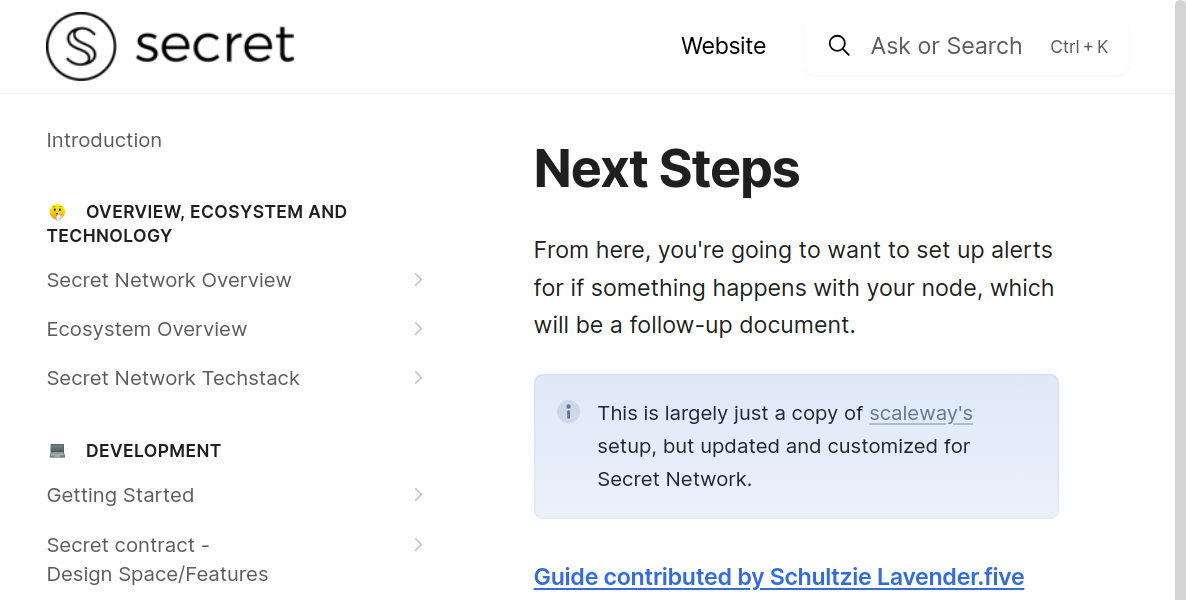 secret
Website
Ask or Search Ctrl + K
Introduction
OVERVIEW, ECOSYSTEM AND
TECHNOLOGY
Secret Network Overview
Ecosystem Overview
Secret Network Techstack
DEVELOPMENT
Getting Started
Secret contract -
Design Space/Features
Next Steps
From here, you're going to want to set up alerts
for if something happens with your node, which
will be a follow-up document.
This is largely just a copy of scaleway's
setup, but updated and customized for
Secret Network.
Guide contributed by Schultzie Lavender.five